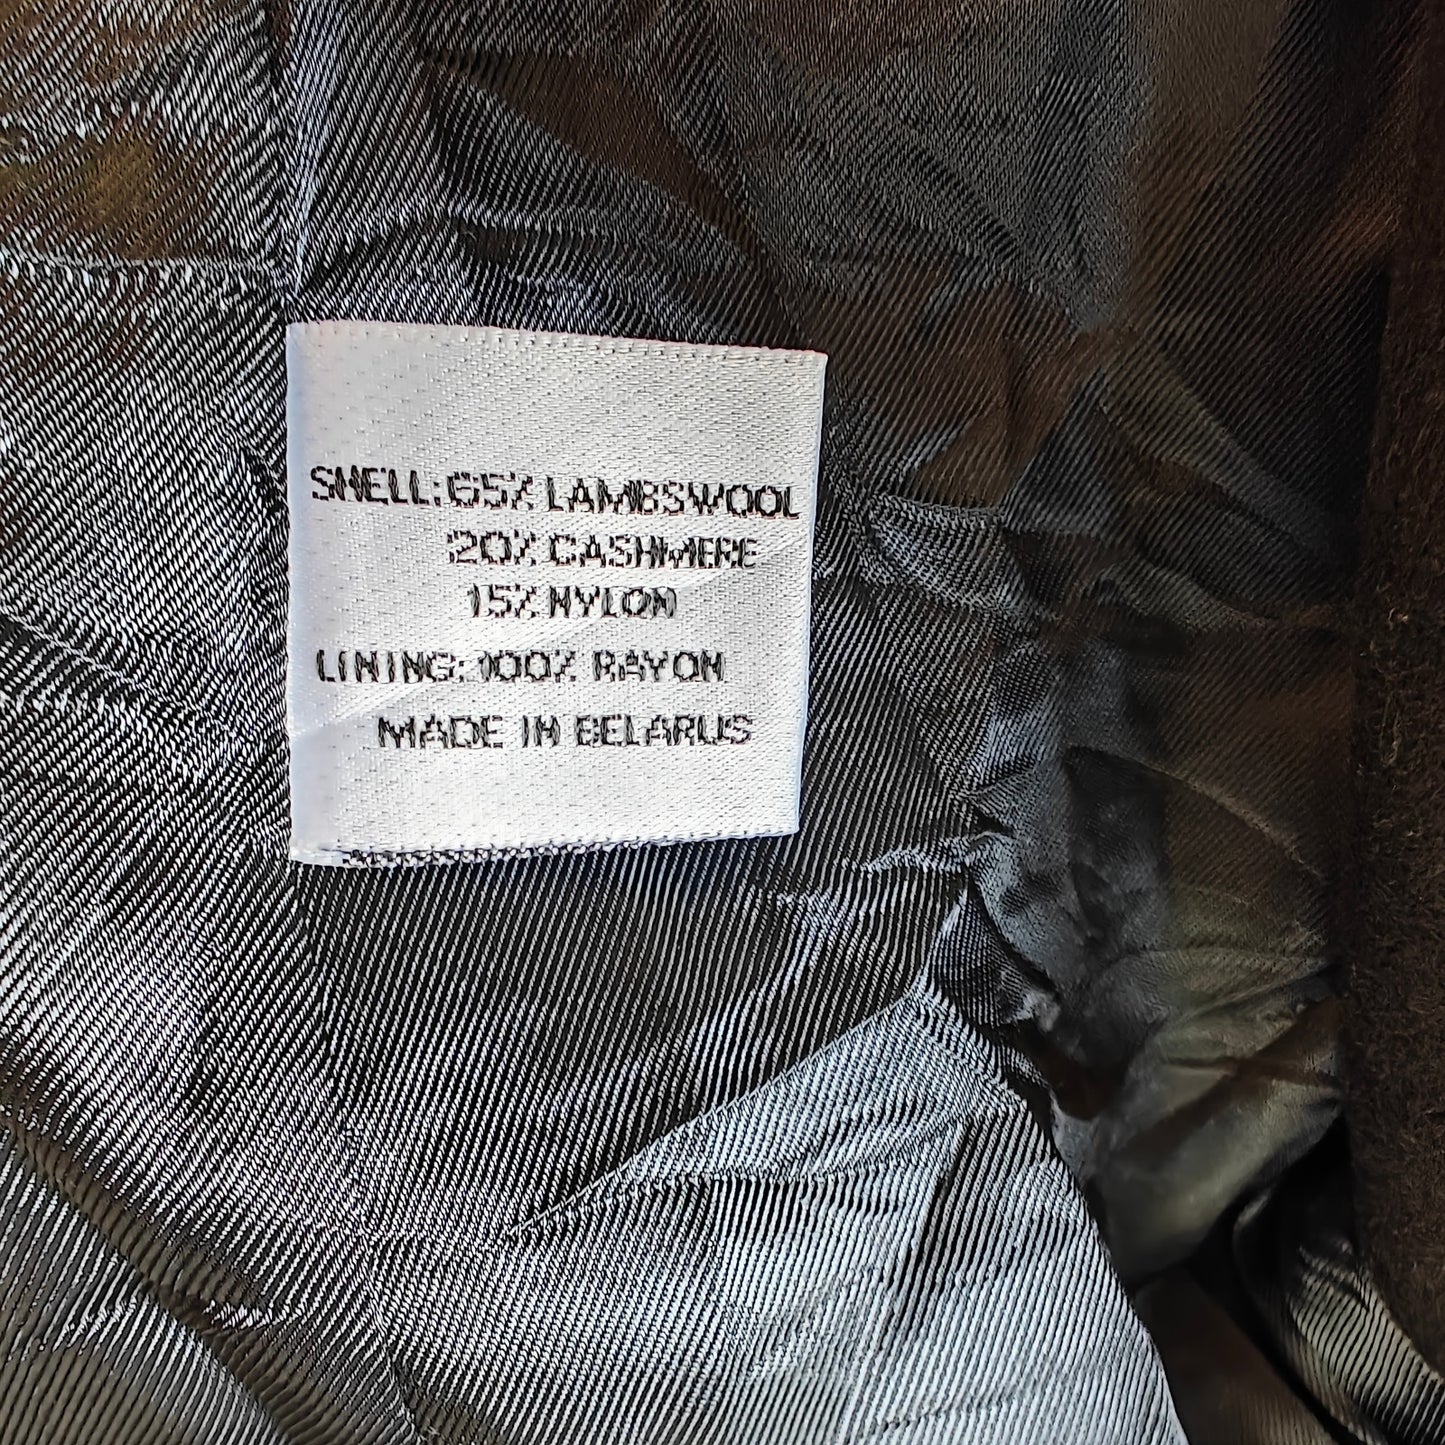 SHELL: 65% LAMBSWOOL
20% CASHMERE
15% NYLON
LINING: 100% RAYON
MADE IN BELARUS